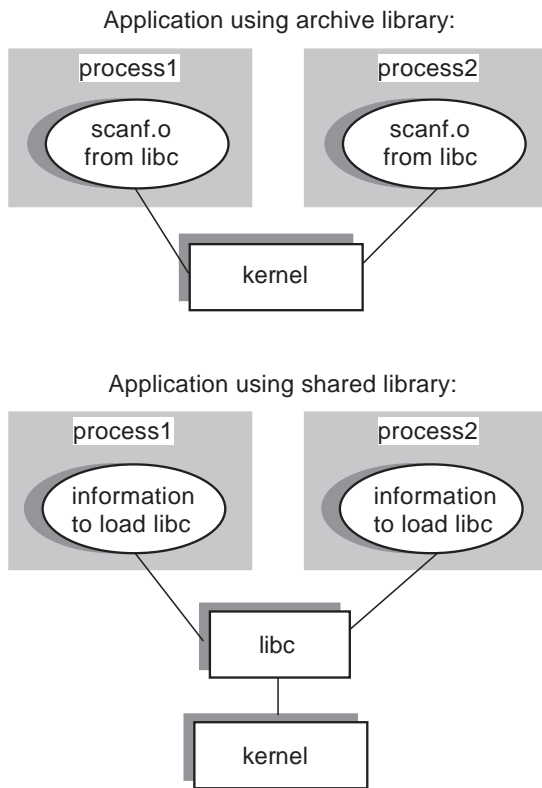 Application using archive library:
process1
process2
scanf.o
from libc
scanf.o
from libc
kernel
Application using shared library:
process1
process2
information
to load libc
information
to load libc
libc
kernel